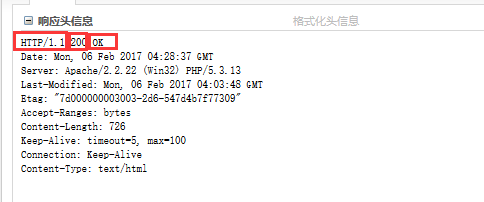 响应头信息 格式化头信息
HTTP/1.1 200 OK
Date: Mon, 06 Feb 2017 04:28:37 GMT
Server: Apache/2.2.22 (Win32) PHP/5.3.13
Last-Modified: Mon, 06 Feb 2017 04:03:48 GMT
Etag: "7d000000003003-2d6-547d4b7f77309"
Accept-Ranges: bytes
Content-Length: 726
Keep-Alive: timeout=5, max=100
Connection: Keep-Alive
Content-Type: text/html